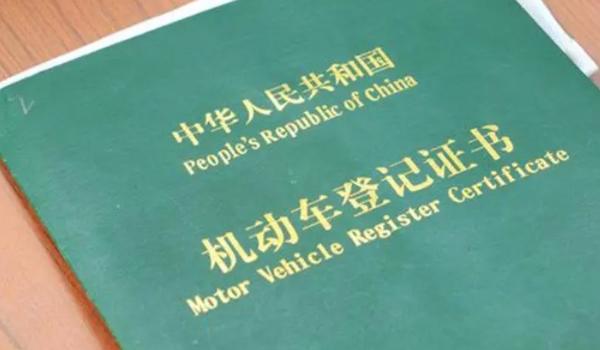 中华人民共和国
People's Republic of China
机动车登记证书
Motor Vehicle Register Certificate